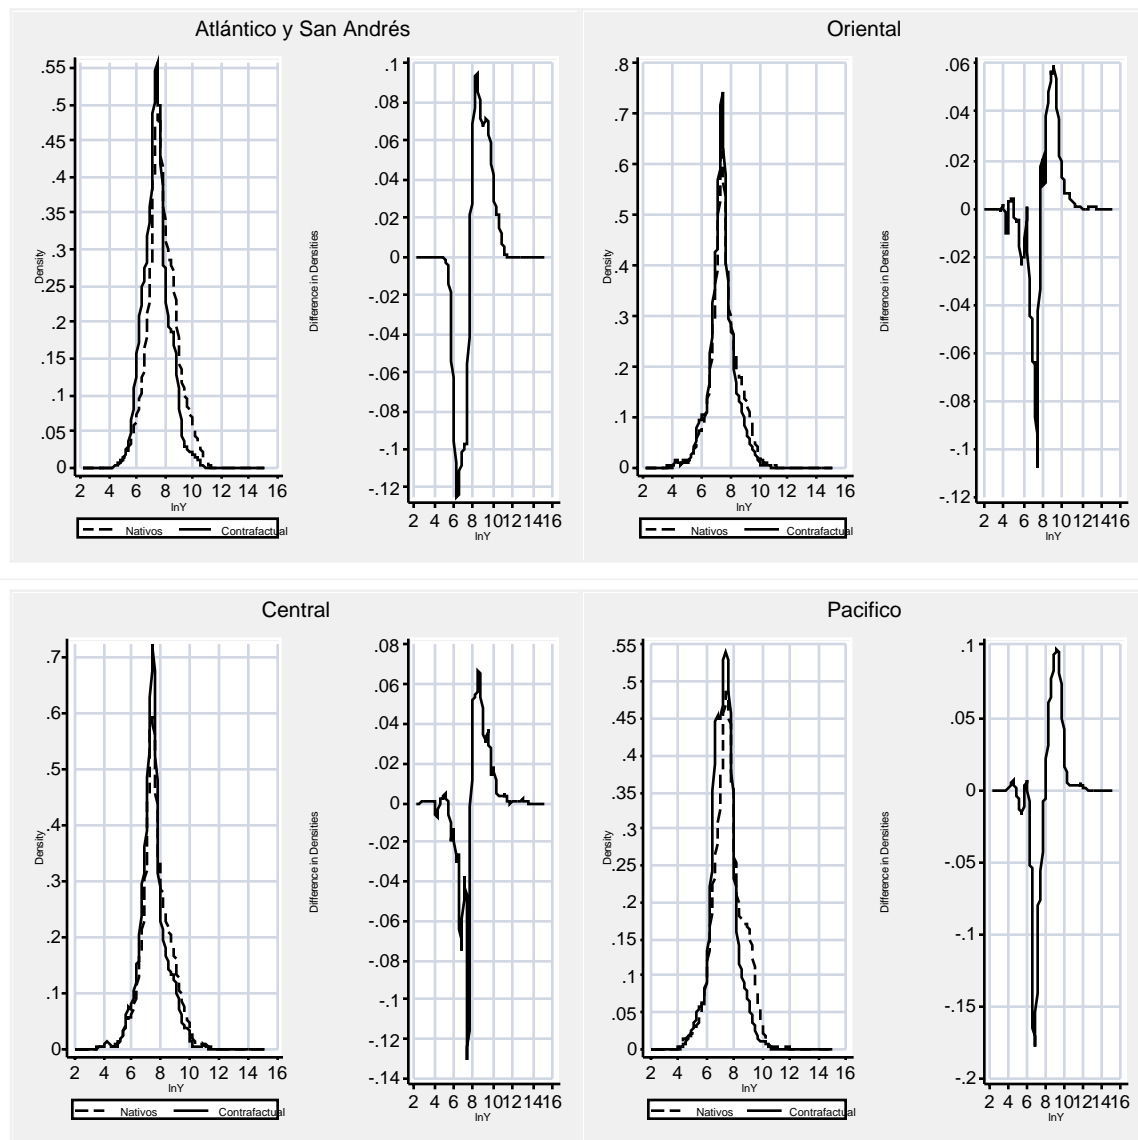 Atlántico y San Andrés
.55
.5
.45
.4
.35
.3
.25
.2
.15
.1
.05
0
Density
2 4 6 8 10 12 14 16
lnY
Nativos Contrafactual
.1
.08
.06
.04
.02
0
-.02
-.04
-.06
-.08
-.1
-.12
Difference in Densities
2 4 6 8 10 12 14 16
lnY
Oriental
.8
.7
.6
.5
.4
.3
.2
.1
0
Density
2 4 6 8 10 12 14 16
lnY
Nativos Contrafactual
.06
.04
.02
0
-.02
-.04
-.06
-.08
-.1
-.12
Difference in Densities
2 4 6 8 10 12 14 16
lnY
Central
.7
.6
.5
.4
.3
.2
.1
0
Density
2 4 6 8 10 12 14 16
lnY
Nativos Contrafactual
.08
.06
.04
.02
0
-.02
-.04
-.06
-.08
-.1
-.12
-.14
Difference in Densities
2 4 6 8 10 12 14 16
lnY
Pacifico
.55
.5
.45
.4
.35
.3
.25
.2
.15
.1
.05
0
Density
2 4 6 8 10 12 14 16
lnY
Nativos Contrafactual
.1
.05
0
-.05
-.1
-.15
-.2
Difference in Densities
2 4 6 8 10 12 14 16
lnY